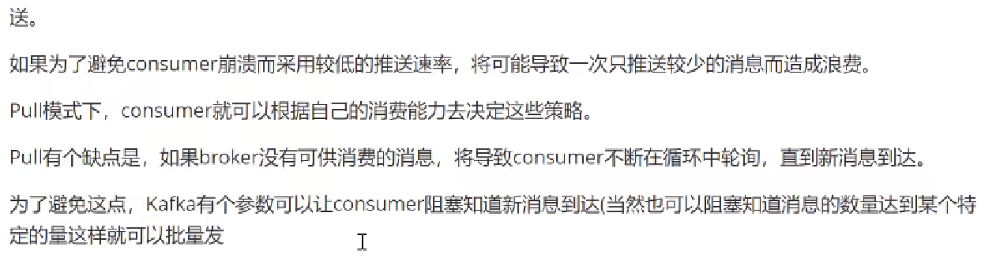 送。
如果为了避免consumer崩溃而采用较低的推送速率，将可能导致一次只推送较少的消息而造成浪费。
Pull模式下，consumer就可以根据自己的消费能力去决定这些策略。
Pull有个缺点是，如果broker没有可供消费的消息，将导致consumer不断在循环中轮询，直到新消息到达。
为了避免这点，Kafka有个参数可以让consumer阻塞知道新消息到达(当然也可以阻塞知道消息的数量达到某个特
定的量这样就可以批量发